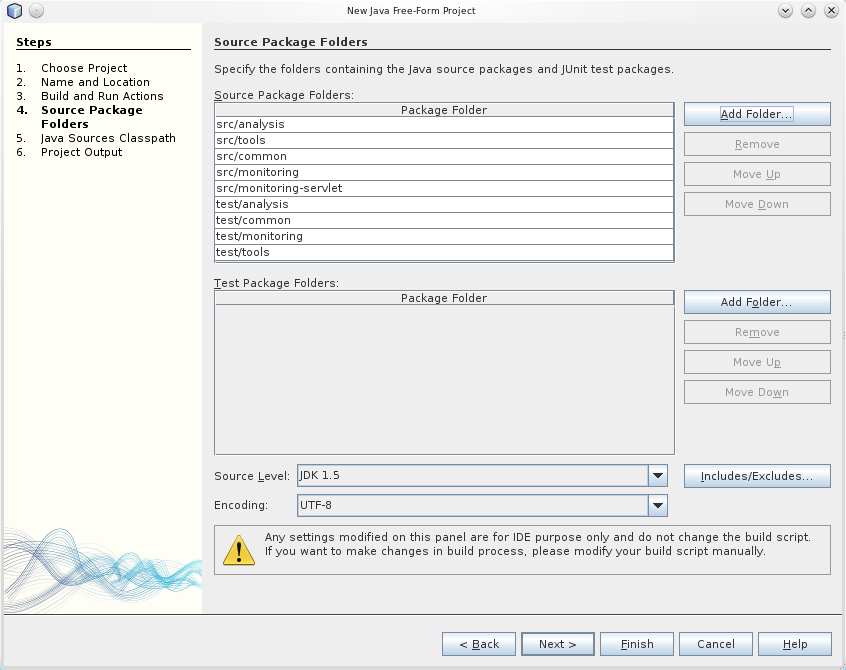 New Java Free-Form Project
Steps
1. Choose Project
2. Name and Location
3. Build and Run Actions
4. Source Package
Folders
5. Java Sources Classpath
6. Project Output
Source Package Folders
Specify the folders containing the Java source packages and JUnit test packages.
Source Package Folders:
Package Folder
src/analysis
src/tools
src/common
src/monitoring
src/monitoring-servlet
test/analysis
test/common
test/monitoring
test/tools
Add Folder...
Remove
Move Up
Move Down
Test Package Folders:
Package Folder
Add Folder...
Remove
Move Up
Move Down
Source Level: JDK 1.5
Includes/Excludes...
Encoding: UTF-8
Any settings modified on this panel are for IDE purpose only and do not change the build script.
If you want to make changes in build process, please modify your build script manually.
< Back Next > Finish Cancel Help